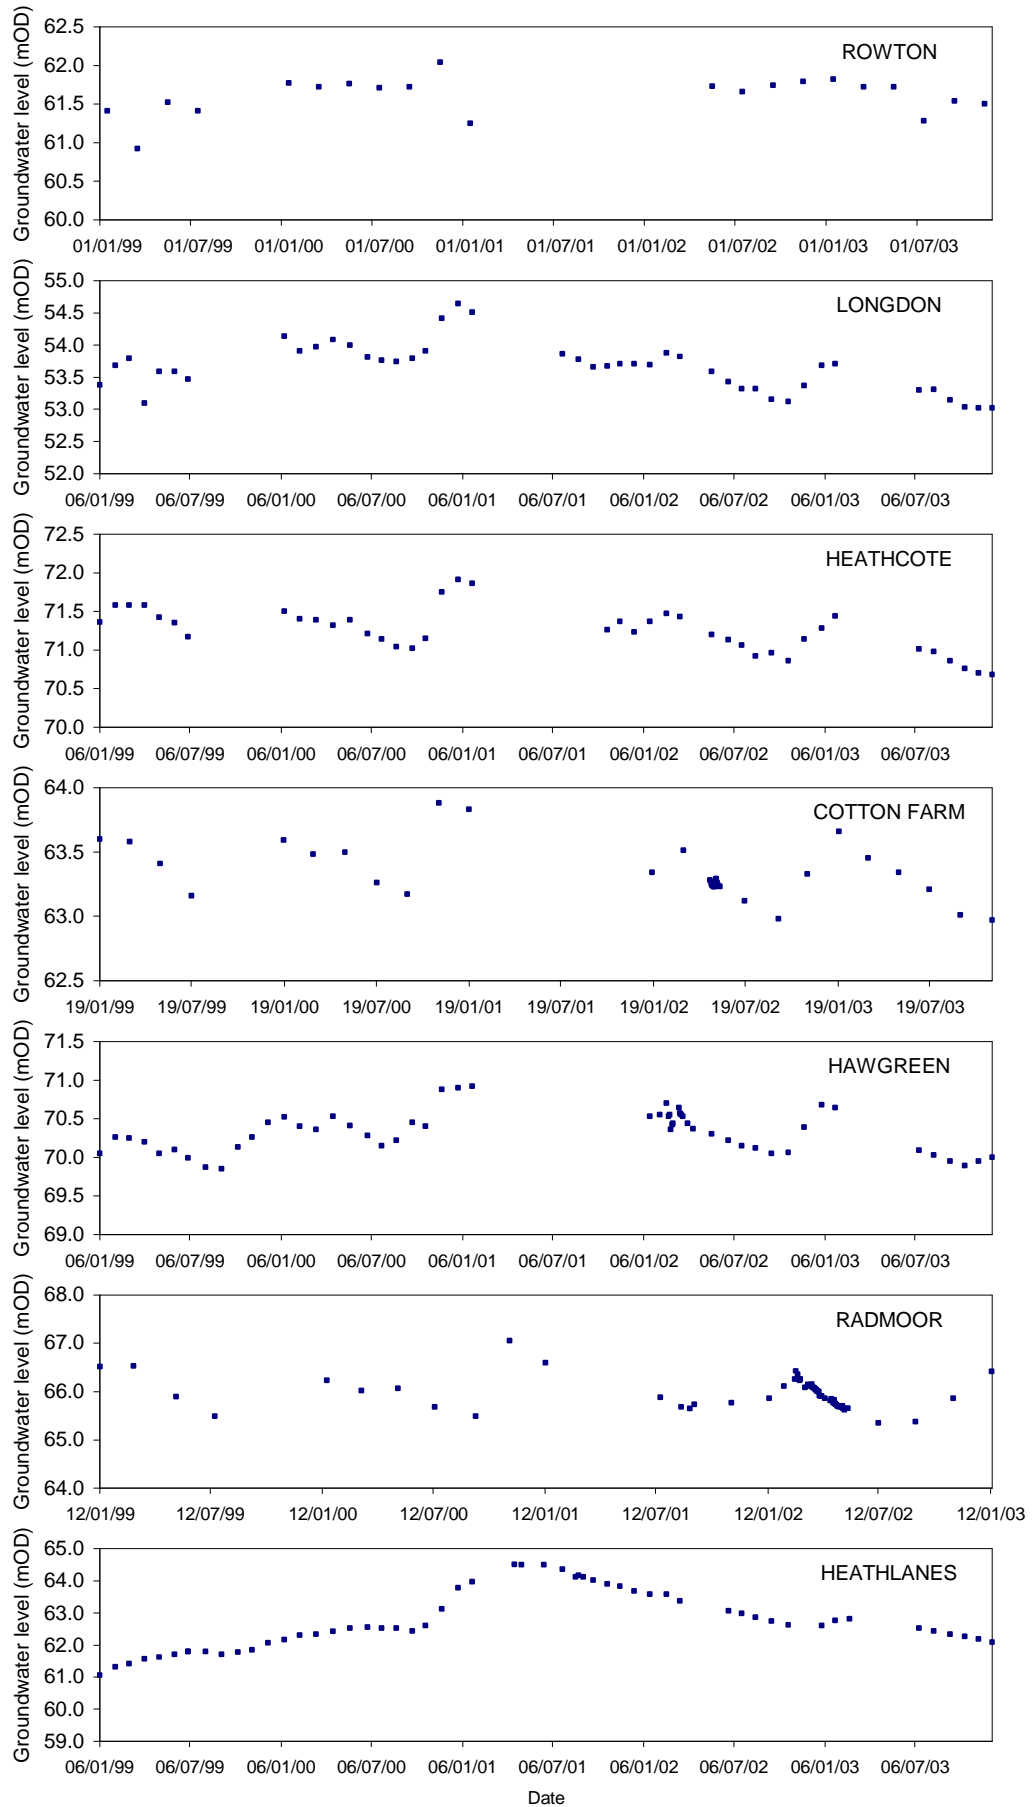 Groundwater level (mOD)
ROWTON
62.5
62.0
61.5
61.0
60.5
60.0
01/01/99 01/07/99 01/01/00 01/07/00 01/01/01 01/07/01 01/01/02 01/07/02 01/01/03 01/07/03
Groundwater level (mOD)
LONGDON
55.0
54.5
54.0
53.5
53.0
52.5
52.0
06/01/99 06/07/99 06/01/00 06/07/00 06/01/01 06/07/01 06/01/02 06/07/02 06/01/03 06/07/03
Groundwater level (mOD)
HEATHCOTE
72.5
72.0
71.5
71.0
70.5
70.0
06/01/99 06/07/99 06/01/00 06/07/00 06/01/01 06/07/01 06/01/02 06/07/02 06/01/03 06/07/03
Groundwater level (mOD)
COTTON FARM
64.0
63.5
63.0
62.5
19/01/99 19/07/99 19/01/00 19/07/00 19/01/01 19/07/01 19/01/02 19/07/02 19/01/03 19/07/03
Groundwater level (mOD)
HAWGREEN
71.5
71.0
70.5
70.0
69.5
69.0
06/01/99 06/07/99 06/01/00 06/07/00 06/01/01 06/07/01 06/01/02 06/07/02 06/01/03 06/07/03
Groundwater level (mOD)
RADMOOR
68.0
67.0
66.0
65.0
64.0
12/01/99 12/07/99 12/01/00 12/07/00 12/01/01 12/07/01 12/01/02 12/07/02 12/01/03
Groundwater level (mOD)
HEATHLANES
65.0
64.0
63.0
62.0
61.0
60.0
59.0
06/01/99 06/07/99 06/01/00 06/07/00 06/01/01 06/07/01 06/01/02 06/07/02 06/01/03 06/07/03
Date